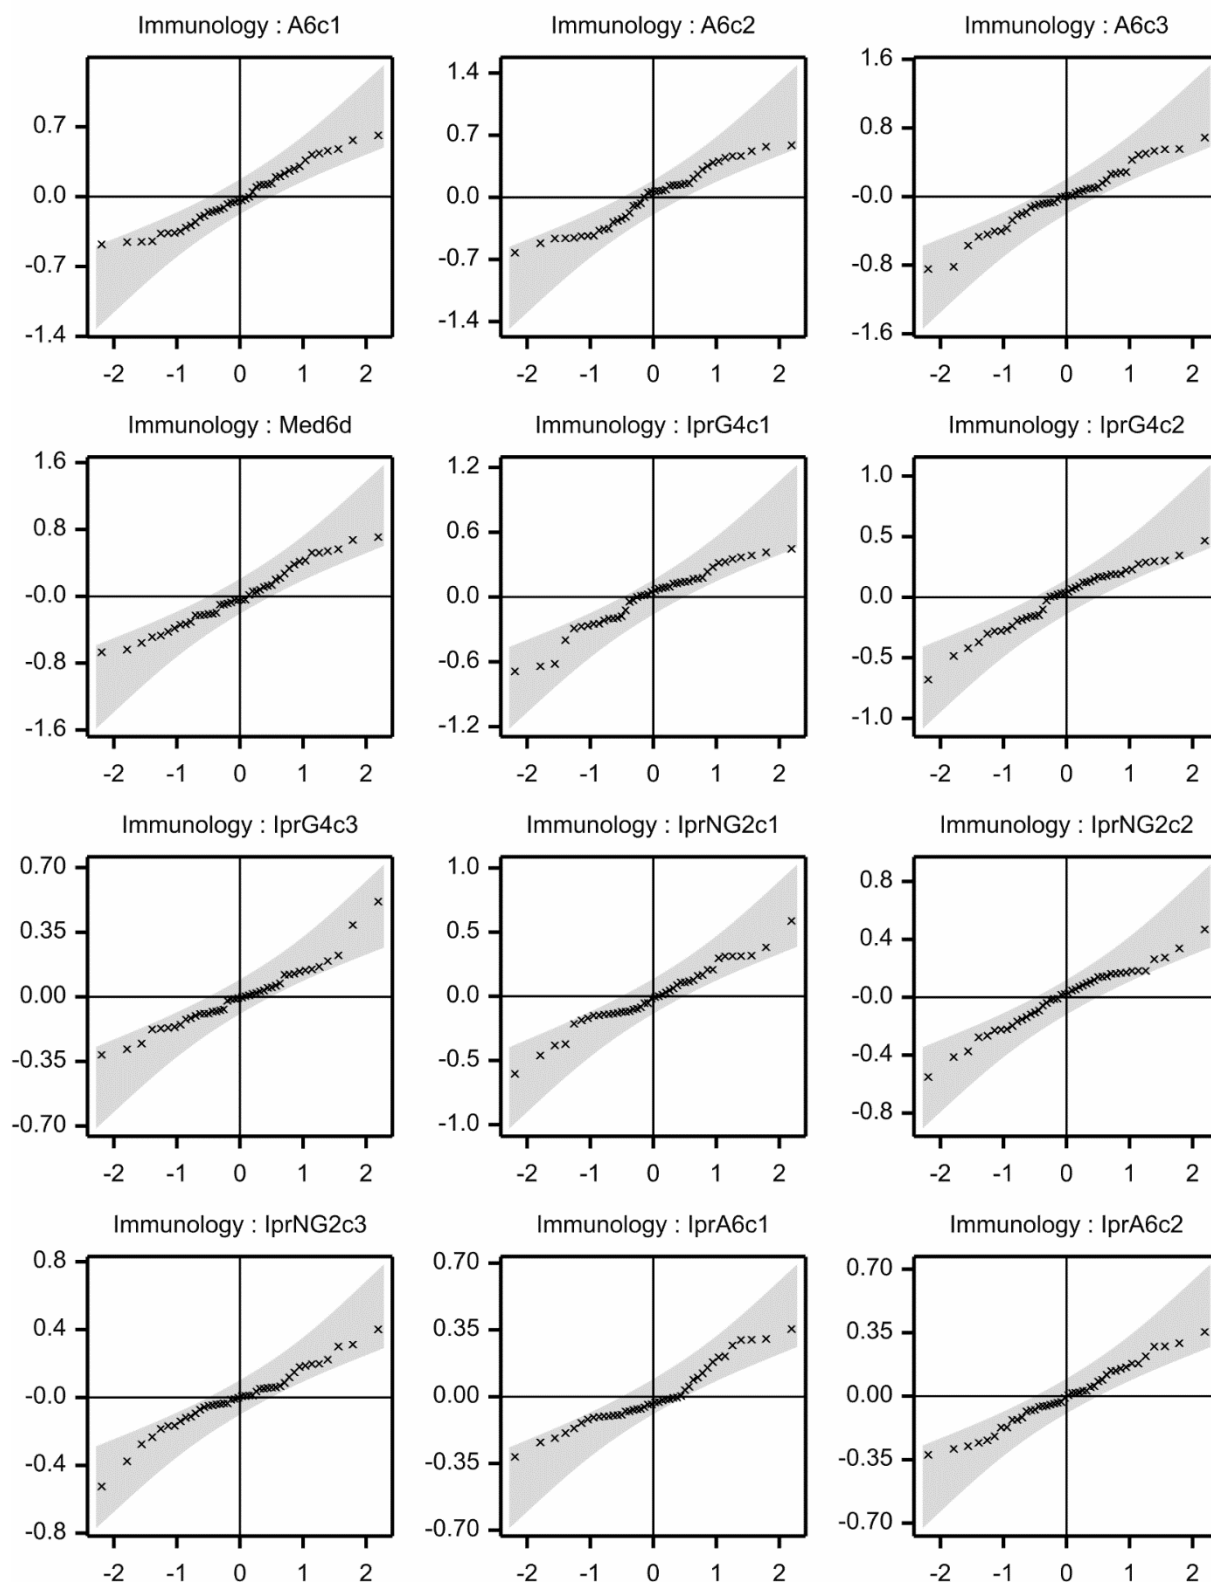 Immunology : A6c1 Immunology : A6c2 Immunology : A6c3
0.7 0.0 -0.7 -1.4
1.4 0.7 0.0 -0.7 -1.4
1.6 0.8 -0.0 -0.8 -1.6
-2 -1 0 1 2 -2 -1 0 1 2 -2 -1 0 1 2
Immunology : Med6d Immunology : IprG4c1 Immunology : IprG4c2
1.6 0.8 -0.0 -0.8 -1.6
1.2 0.6 0.0 -0.6 -1.2
1.0 0.5 0.0 -0.5 -1.0
-2 -1 0 1 2 -2 -1 0 1 2 -2 -1 0 1 2
Immunology : IprG4c3 Immunology : IprNG2c1 Immunology : IprNG2c2
0.70 0.35 0.00 -0.35 -0.70
1.0 0.5 0.0 -0.5 -1.0
0.8 0.4 -0.0 -0.4 -0.8
-2 -1 0 1 2 -2 -1 0 1 2 -2 -1 0 1 2
Immunology : IprNG2c3 Immunology : IprA6c1 Immunology : IprA6c2
0.8 0.4 -0.0 -0.4 -0.8
0.70 0.35 0.00 -0.35 -0.70
0.70 0.35 0.00 -0.35 -0.70
-2 -1 0 1 2 -2 -1 0 1 2 -2 -1 0 1 2